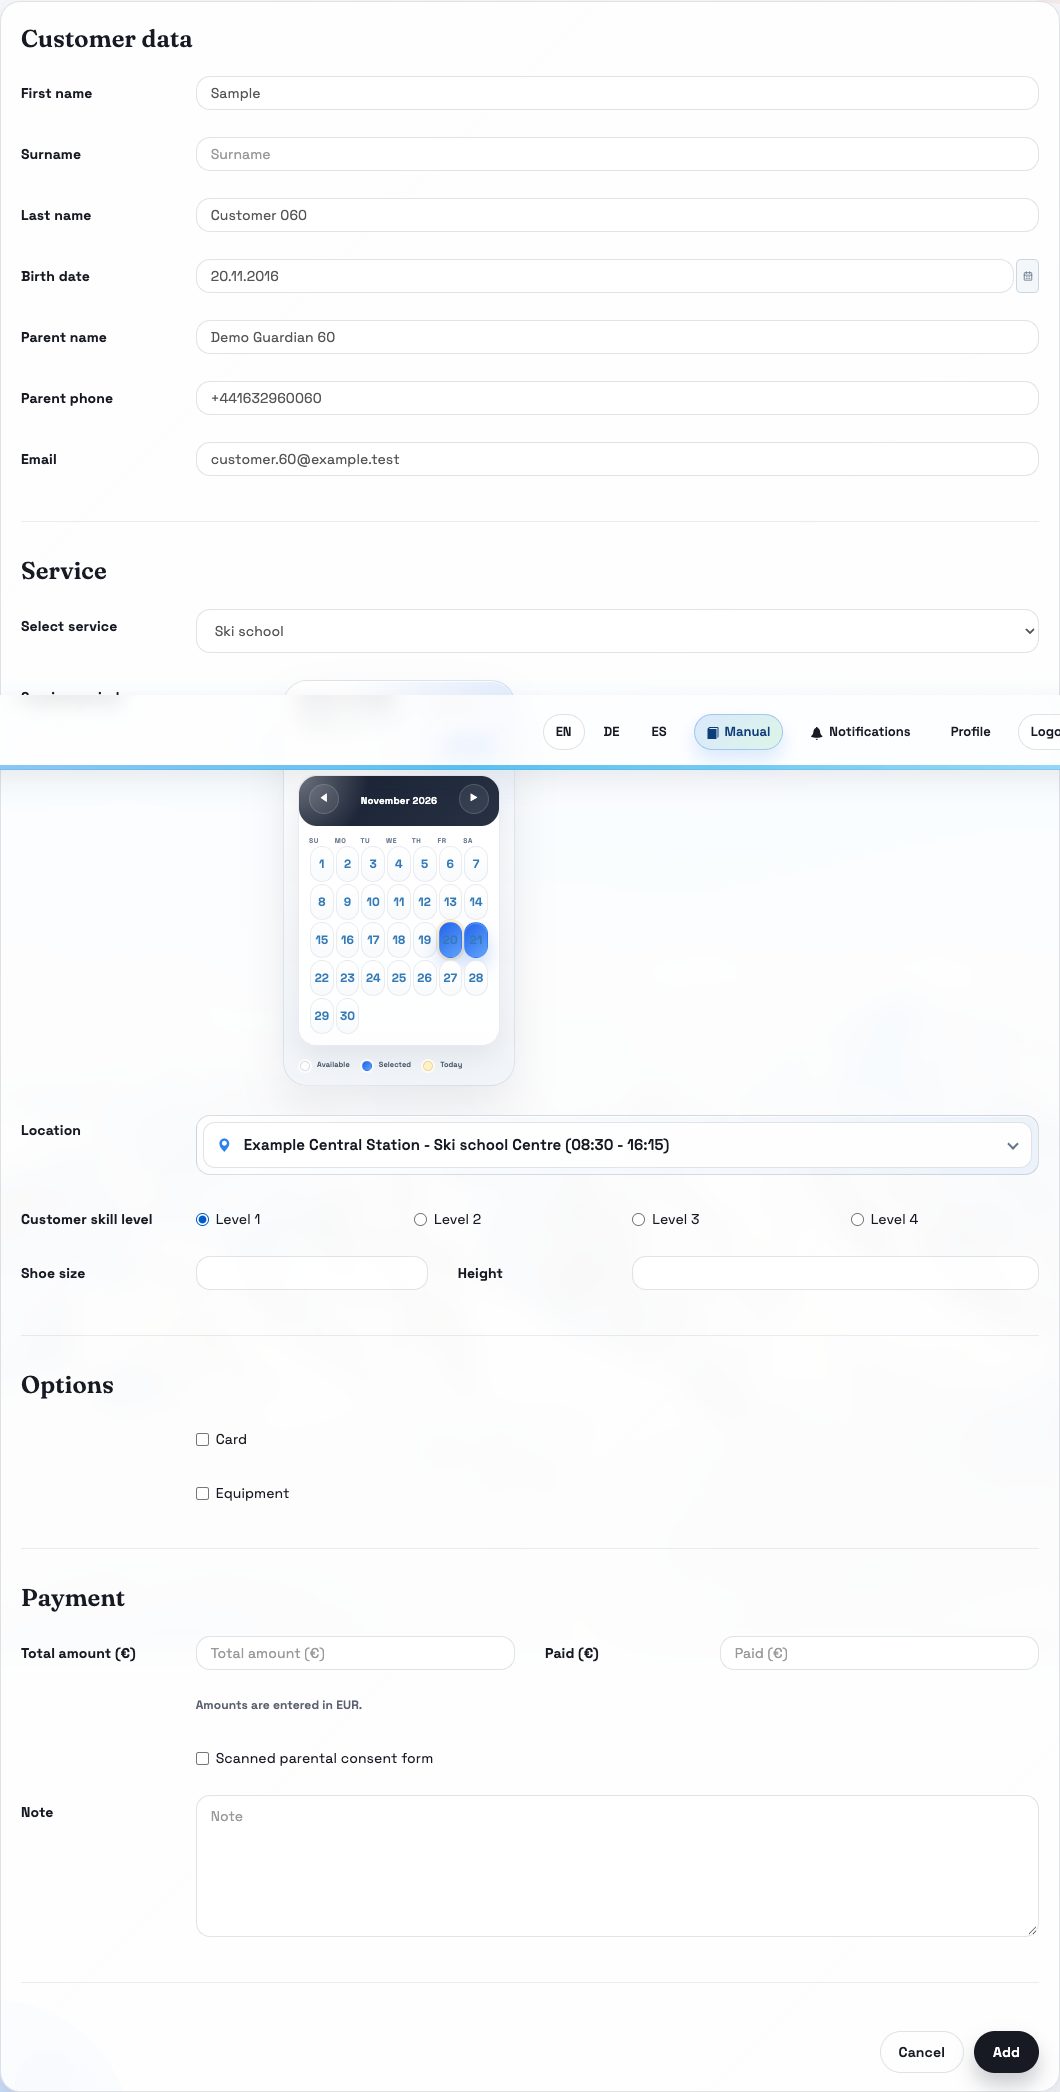 Customer data
First name Sample
Surname Surname
Last name Customer 060
Birth date 20.11.2016
Parent name Demo Guardian 60
Parent phone +441632960060
Email customer.60@example.test
Service
Select service Ski school
EN DE ES Manual Notifications Profile Logo
November 2026
SU MO TU WE TH FR SA
1 2 3 4 5 6 7
8 9 10 11 12 13 14
15 16 17 18 19 20 21
22 23 24 25 26 27 28
29 30
Available Selected Today
Location Example Central Station - Ski school Centre (08:30 - 16:15)
Customer skill level Level 1 Level 2 Level 3 Level 4
Shoe size Height
Options
Card
Equipment
Payment
Total amount (€) Total amount (€) Paid (€) Paid (€)
Amounts are entered in EUR.
Scanned parental consent form
Note Note
Cancel Add